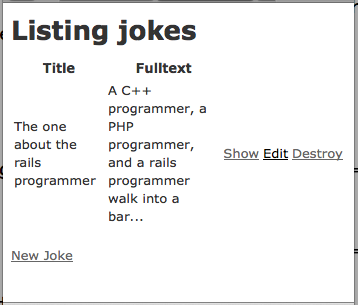 Listing jokes
Title Fulltext
The one
about the
rails
programmer
A C++
programmer, a
PHP
programmer,
and a rails
programmer
walk into a
bar...
Show Edit Destroy
New Joke